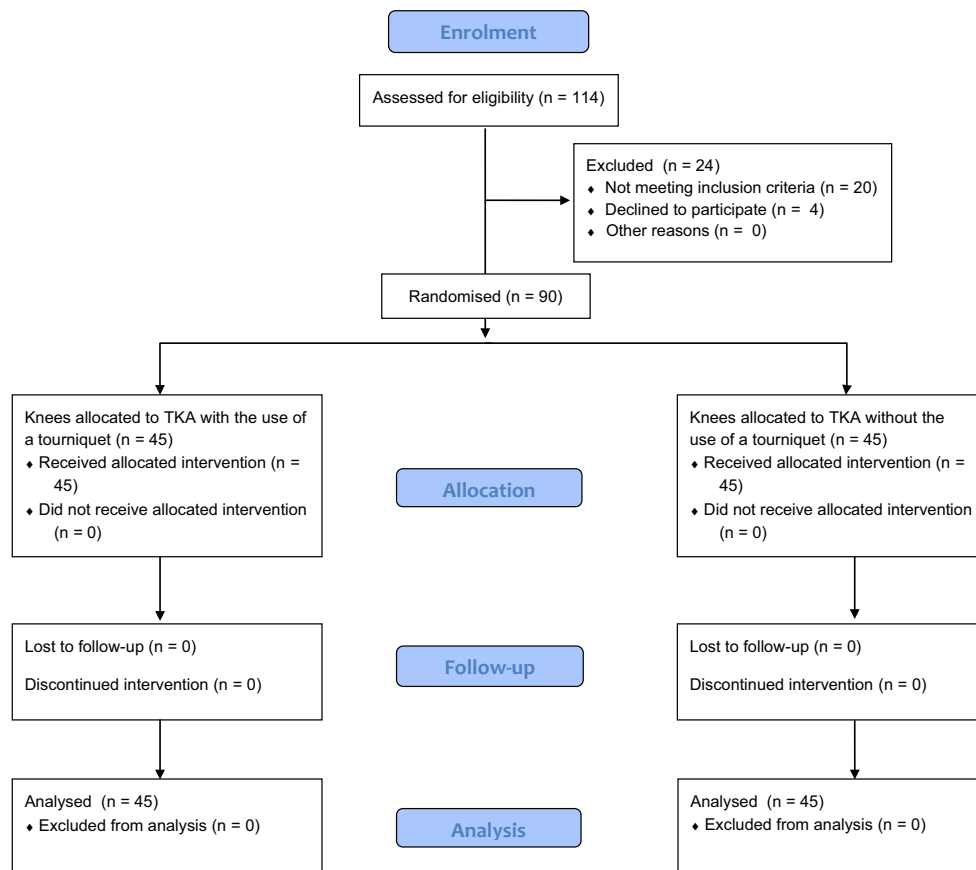 Enrolment
Assessed for eligibility (n = 114)
Excluded (n = 24)
♦ Not meeting inclusion criteria (n = 20)
♦ Declined to participate (n = 4)
♦ Other reasons (n = 0)
Randomised (n = 90)
Knees allocated to TKA with the use of
a tourniquet (n = 45)
♦ Received allocated intervention (n =
45)
♦ Did not receive allocated intervention
(n = 0)
Knees allocated to TKA without the
use of a tourniquet (n = 45)
♦ Received allocated intervention (n =
45)
♦ Did not receive allocated intervention
(n = 0)
Allocation
Lost to follow-up (n = 0)
Discontinued intervention (n = 0)
Follow-up
Lost to follow-up (n = 0)
Discontinued intervention (n = 0)
Analysed (n = 45)
♦ Excluded from analysis (n = 0)
Analysis
Analysed (n = 45)
♦ Excluded from analysis (n = 0)